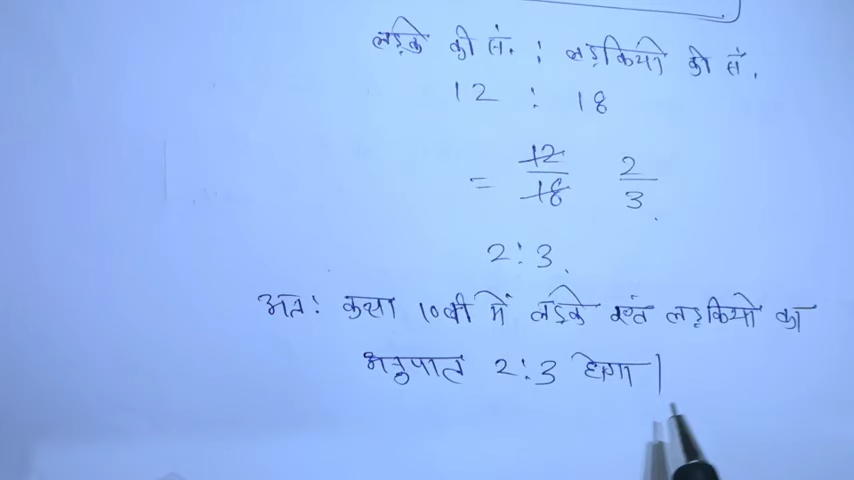 लड़के की सं. : लड़कियों की सं.
12 : 18
= 12/18 2/3
2:3.
अतः कक्षा 10वी में लड़के एवं लड़कियो का
अनुपात 2:3 होगा।